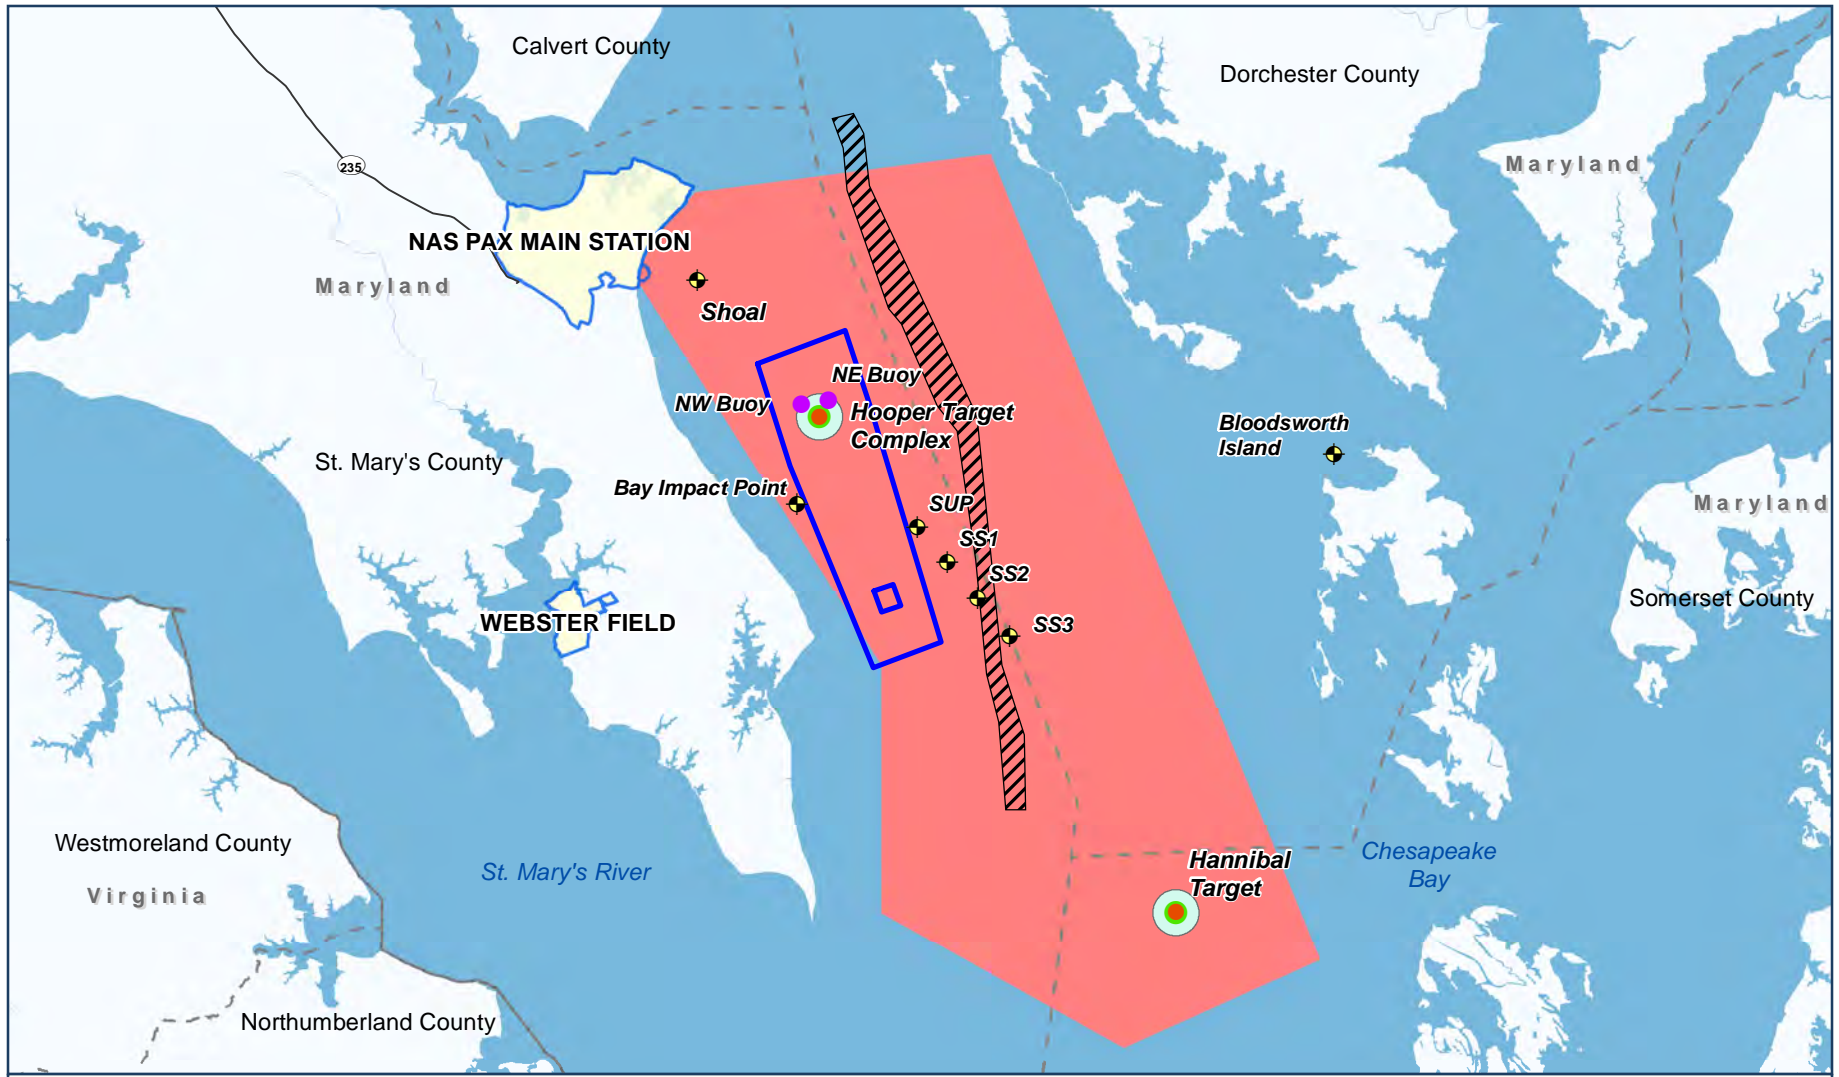 Calvert County
Dorchester County
235
Maryland
NAS PAX MAIN STATION
Maryland
Shoal
NE Buoy
NW Buoy
Hooper Target
Complex
Bloodsworth
Island
St. Mary's County
Bay Impact Point
SUP
Maryland
SS1
SS2
Somerset County
WEBSTER FIELD
SS3
Westmoreland County
Chesapeake
Bay
Hannibal
Target
St. Mary's River
Virginia
Northumberland County